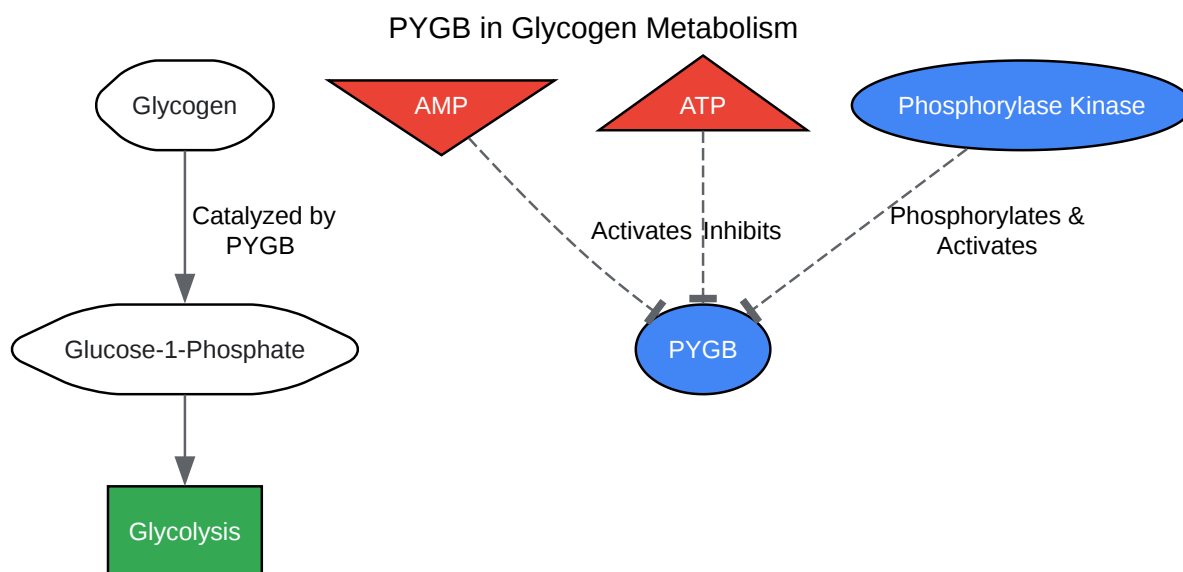 PYGB in Glycogen Metabolism
Glycogen
AMP
ATP
Phosphorylase Kinase
Catalyzed by
PYGB
Activates
Inhibits
Phosphorylates &
Activates
Glucose-1-Phosphate
PYGB
Glycolysis